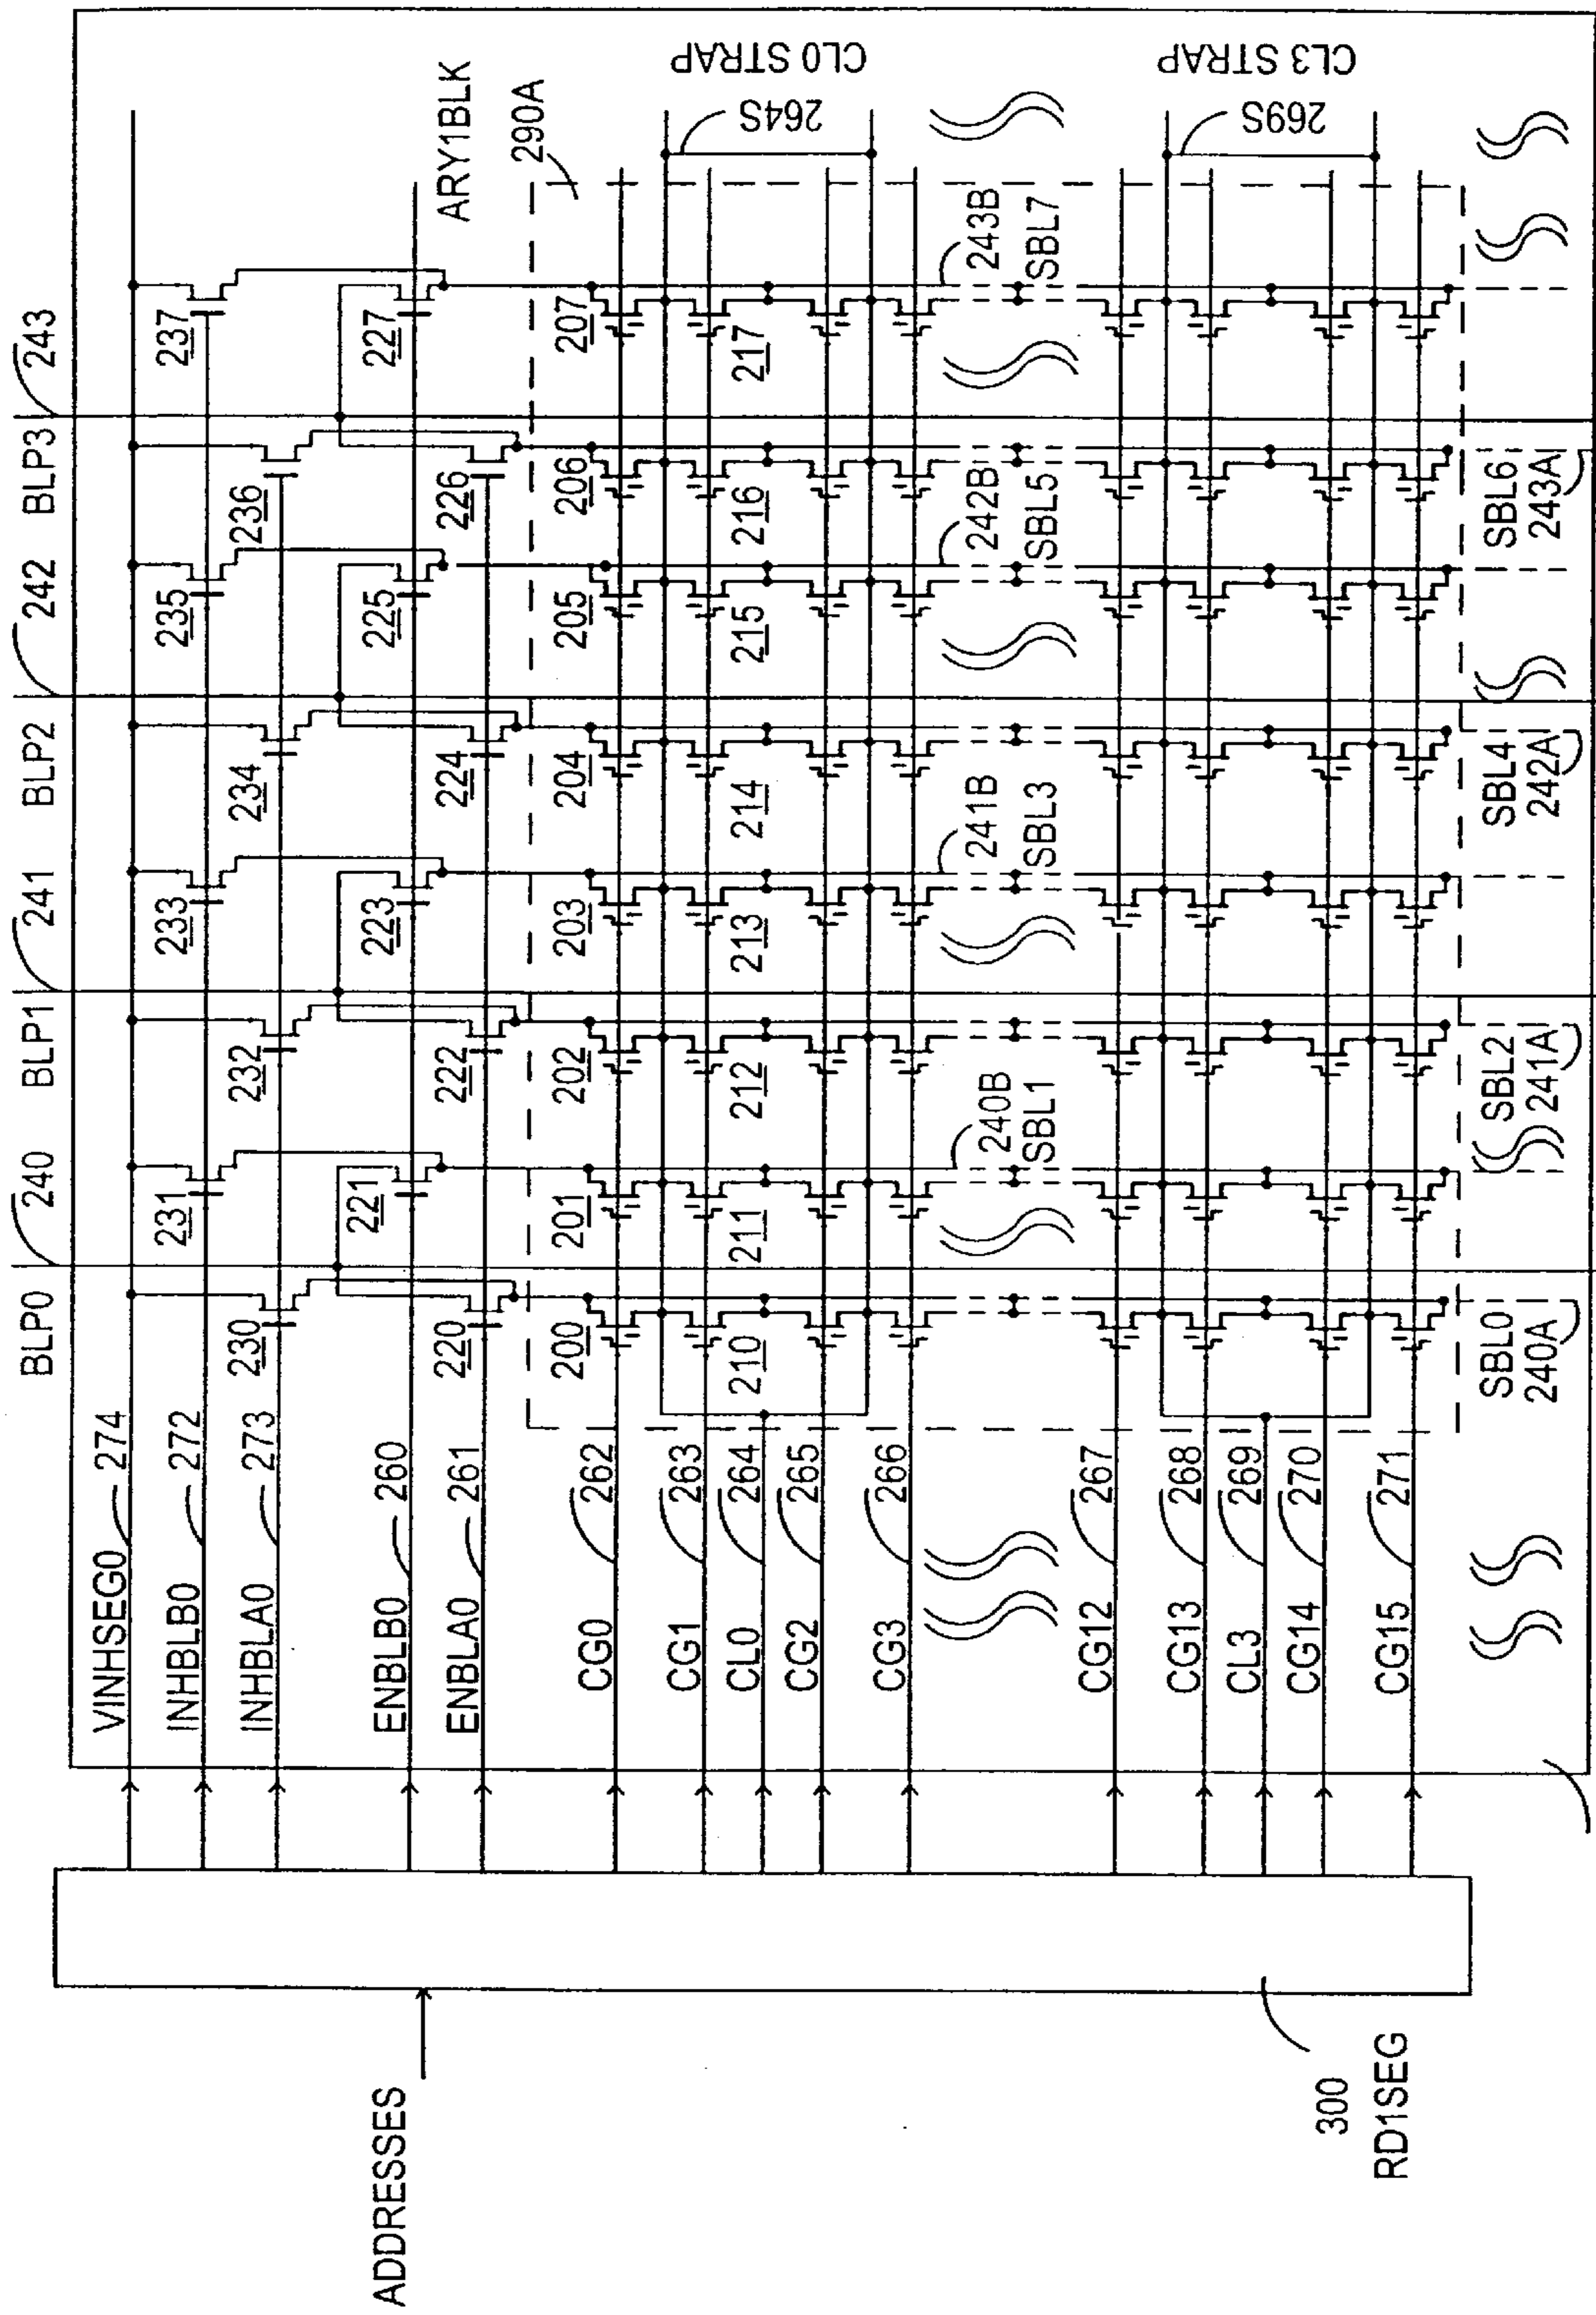 BLP0 240 BLP1 241 BLP2 242 BLP3 243
VINHSEG0 274
INHBLB0 272
231 233 235 237
INHBLA0 273
230 232 234 236
ENBLB0 260
221 223 225 227
ENBLA0 261
220 222 224 226
ARY1BLK
290A
200 201 202 203 204 205 206 207
CG0 262
CG1 263
CL0 264
210 211 212 213 214 215 216 217
CG2 265
CG3 266
264S
CL0 STRAP
240B
SBL1
241B
SBL3
242B
SBL5
243B
SBL7
CG12 267
CG13 268
CL3 269
CG14 270
CG15 271
269S
CL3 STRAP
SBL0
240A
SBL2
241A
SBL4
242A
SBL6
243A
ADDRESSES
300
RD1SEG